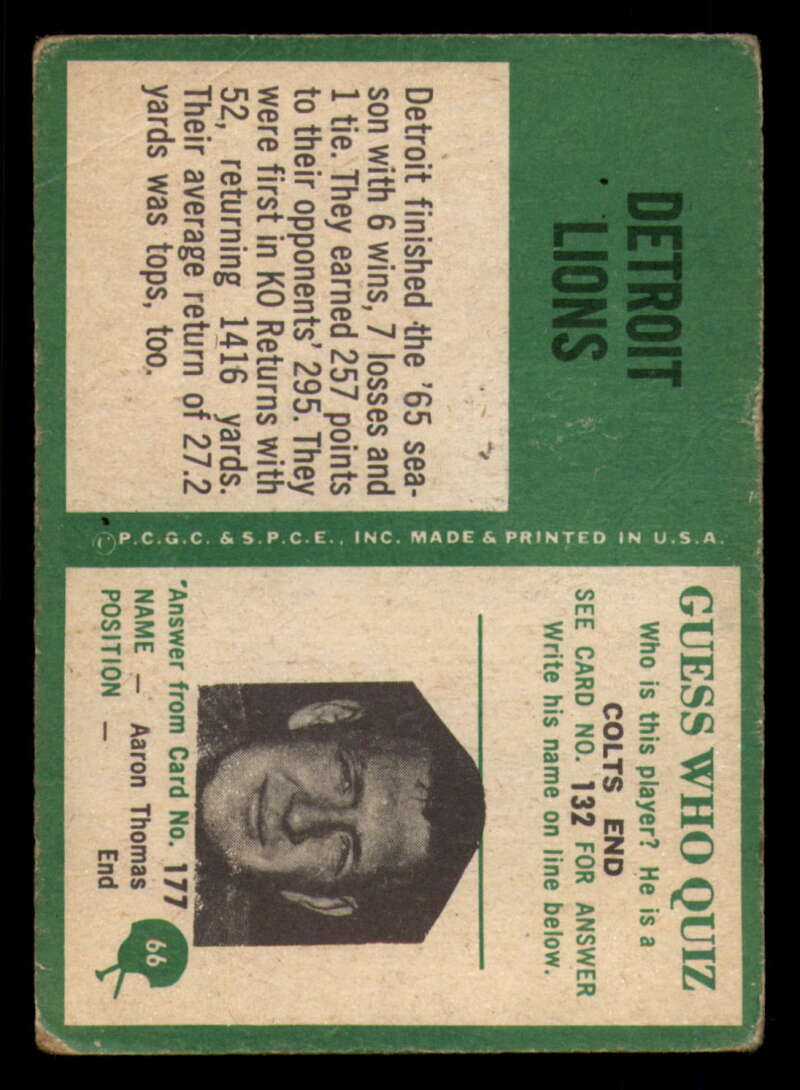 DETROIT
LIONS
Detroit finished the '65 sea-
son with 6 wins, 7 losses and
1 tie. They earned 257 points
to their opponents' 295. They
were first in KO Returns with
52, returning 1416 yards.
Their average return of 27.2
yards was tops, too.
©P.C.G.C. & S.P.C.E., INC. MADE & PRINTED IN U.S.A.
GUESS WHO QUIZ
Who is this player? He is a
COLTS END
SEE CARD NO. 132 FOR ANSWER
Write his name on line below.
*Answer from Card No. 177
NAME — Aaron Thomas
POSITION — End
66